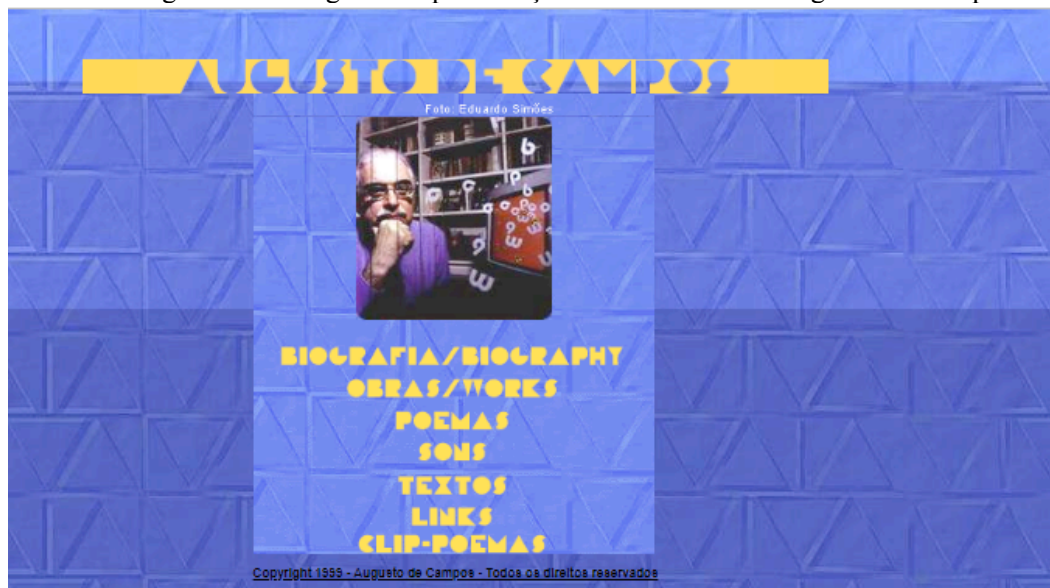 AUGUSTO DE CAMPOS
Foto: Eduardo Simões
BIOGRAFIA/BIOGRAPHY
OBRAS/WORKS
POEMAS
SONS
TEXTOS
LINKS
CLIP-POEMAS
Copyright 1999 - Augusto de Campos - Todos os direitos reservados